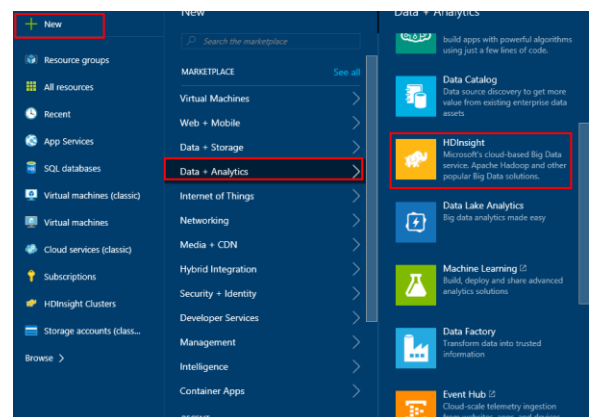 New
Resource groups
All resources
Recent
App Services
SQL databases
Virtual machines (classic)
Virtual machines
Cloud services (classic)
Subscriptions
HDInsight Clusters
Storage accounts (class...
Browse >
New
Search the marketplace
MARKETPLACE See all
Virtual Machines
Web + Mobile
Data + Storage
Data + Analytics
Internet of Things
Networking
Media + CDN
Hybrid Integration
Security + Identity
Developer Services
Management
Intelligence
Container Apps
RECENT
Data + Analytics
build apps with powerful algorithms
using just a few lines of code.
Data Catalog
Data source discovery to get more
value from existing enterprise data
assets
HDInsight
Microsoft's cloud-based Big Data
service. Apache Hadoop and other
popular Big Data solutions.
Data Lake Analytics
Big data analytics made easy
Machine Learning
Build, deploy and share advanced
analytics solutions
Data Factory
Transform data into trusted
information
Event Hub
Cloud-scale telemetry ingestion
from websites, apps, and devices